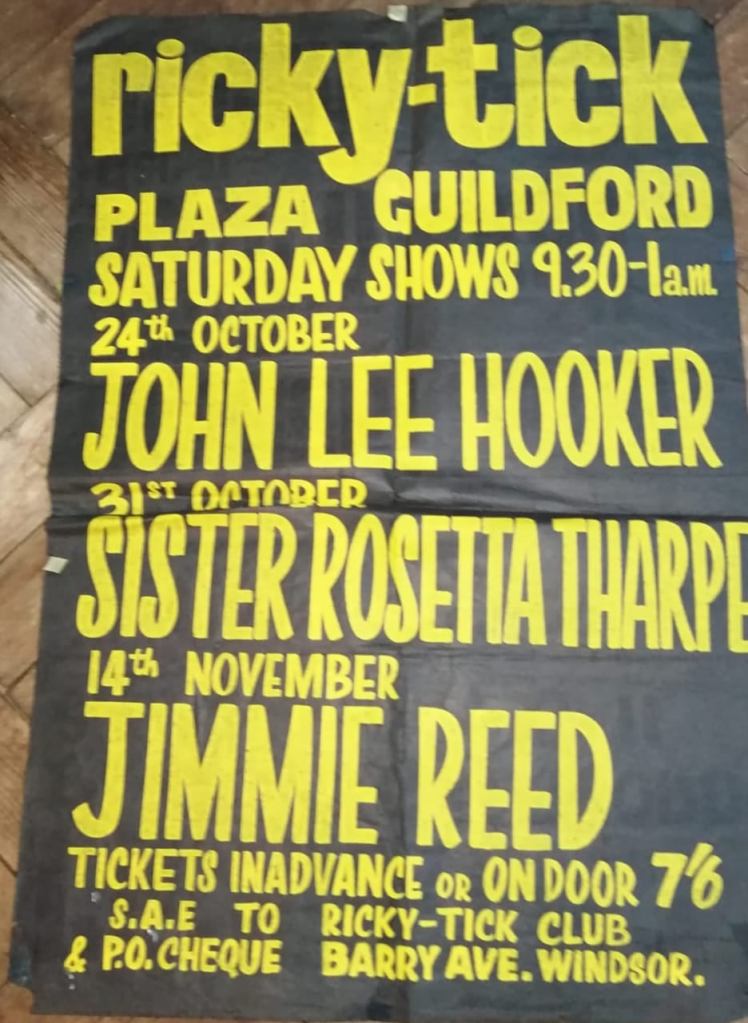 ricky-tick
PLAZA GUILDFORD
SATURDAY SHOWS 9.30-1a.m.
24th OCTOBER
JOHN LEE HOOKER
31ST OCTOBER
SISTER ROSETTA THARPE
14th NOVEMBER
JIMMIE REED
TICKETS INADVANCE OR ON DOOR 7'6
S.A.E TO RICKY-TICK CLUB
& P.O. CHEQUE BARRY AVE. WINDSOR.